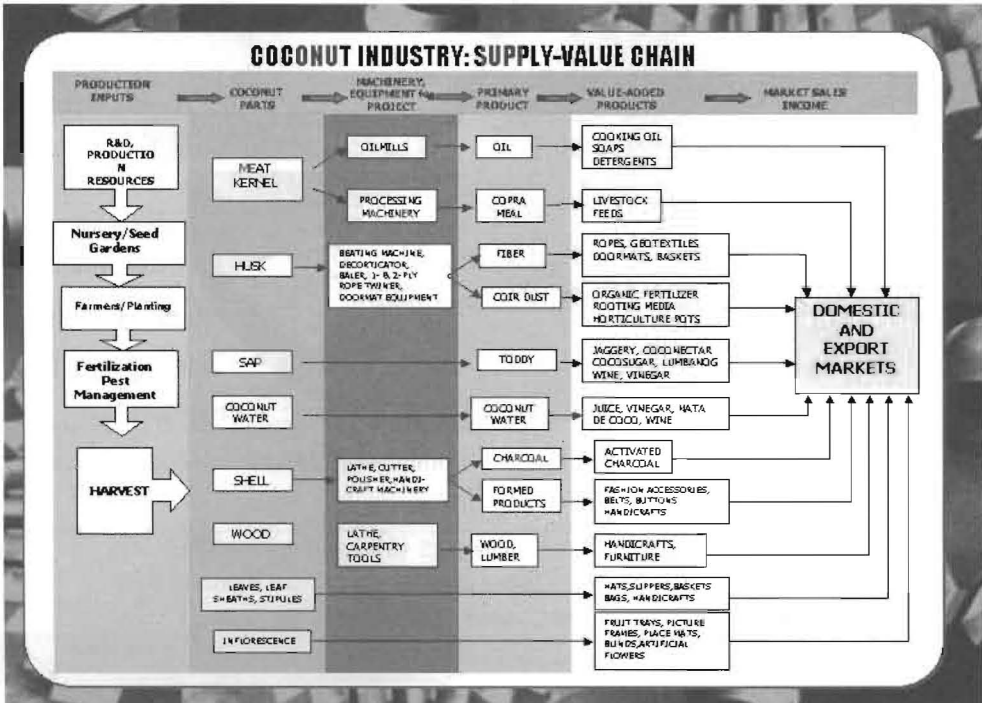 COCONUT INDUSTRY: SUPPLY-VALUE CHAIN
PRODUCTION
INPUTS
COCONUT
PARTS
MACHINERY,
EQUIPMENT for
PROJECT
PRIMARY
PRODUCT
VALUE-ADDED
PRODUCTS
MARKET SALES
INCOME
R&D,
PRODUCTIO
N
RESOURCES
Nursery/Seed
Gardens
Farmers/Planting
Fertilization
Pest
Management
HARVEST
MEAT
KERNEL
OILMILLS
OIL
COOKING OIL
SOAPS
DETERGENTS
PROCESSING
MACHINERY
COPRA
MEAL
LIVESTOCK
FEEDS
HUSK
BEATING MACHINE,
DECORTICATOR,
BALER, 1- & 2-PLY
ROPE TWINER,
DOORMAT EQUIPMENT
FIBER
ROPES, GEOTEXTILES
DOORMATS, BASKETS
COIR DUST
ORGANIC FERTILIZER
ROOTING MEDIA
HORTICULTURE POTS
SAP
TODDY
JAGGERY, COCONECTAR
COCOSUGAR, LUMBANOG
WINE, VINEGAR
COCONUT
WATER
COCONUT
WATER
JUICE, VINEGAR, NATA
DE COCO, WINE
SHELL
LATHE, CUTTER,
POLISHER, HANDI-
CRAFT MACHINERY
CHARCOAL
ACTIVATED
CHARCOAL
FORMED
PRODUCTS
FASHION ACCESSORIES,
BELTS, BUTTONS
HANDICRAFTS
WOOD
LATHE,
CARPENTRY
TOOLS
WOOD,
LUMBER
HANDICRAFTS,
FURNITURE
LEAVES, LEAF
SHEATHS, STIPULES
HATS,SLIPPERS,BASKETS
BAGS, HANDICRAFTS
INFLORESCENCE
FRUIT TRAYS, PICTURE
FRAMES, PLACE MATS,
BLINDS,ARTIFICIAL
FLOWERS
DOMESTIC
AND
EXPORT
MARKETS